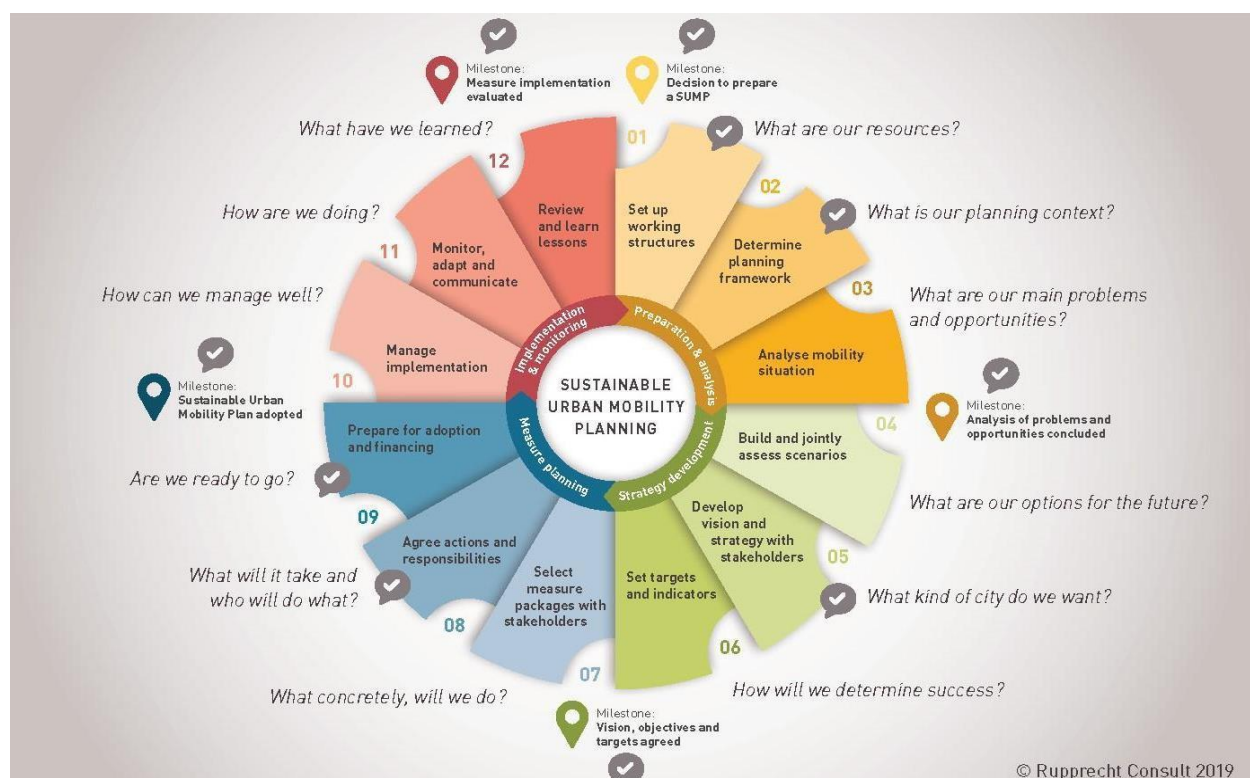 Milestone:
Measure implementation
evaluated
Milestone:
Decision to prepare
a SUMP
What have we learned?
12
01
What are our resources?
Review
and learn
lessons
Set up
working
structures
02
What is our planning context?
How are we doing?
11
Monitor,
adapt and
communicate
Determine
planning
framework
03
What are our main problems
and opportunities?
How can we manage well?
10
Manage
implementation
Analyse mobility
situation
Implementation
& monitoring
Preparation & analysis
SUSTAINABLE
URBAN MOBILITY
PLANNING
Measure planning
Strategy development
Milestone:
Sustainable Urban
Mobility Plan adopted
Milestone:
Analysis of problems and
opportunities concluded
04
Prepare for adoption
and financing
Build and jointly
assess scenarios
Are we ready to go?
09
What are our options for the future?
Agree actions and
responsibilities
Develop
vision and
strategy with
stakeholders
05
What will it take and
who will do what?
08
Select
measure
packages with
stakeholders
Set targets
and indicators
What kind of city do we want?
06
07
What concretely, will we do?
How will we determine success?
Milestone:
Vision, objectives and
targets agreed
© Rupprecht Consult 2019